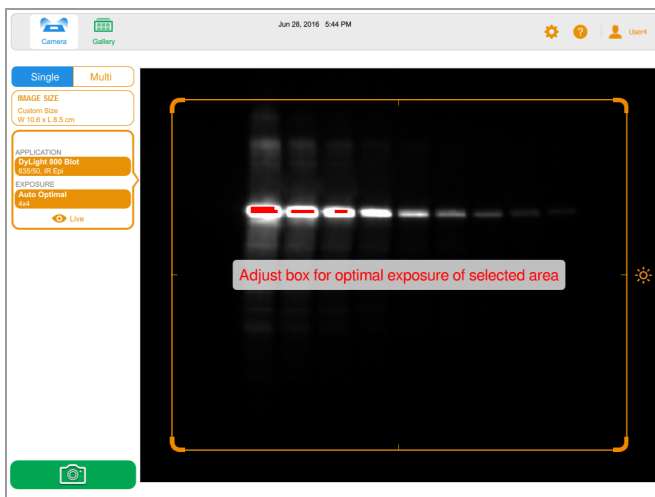 Jun 28, 2016 5:44 PM
Camera
Gallery
?
User4
Single
Multi
IMAGE SIZE
Custom Size
W 10.6 x L 8.5 cm
APPLICATION
DyLight 800 Blot
835/50, IR Epi
EXPOSURE
Auto Optimal
4x4
Live
Adjust box for optimal exposure of selected area